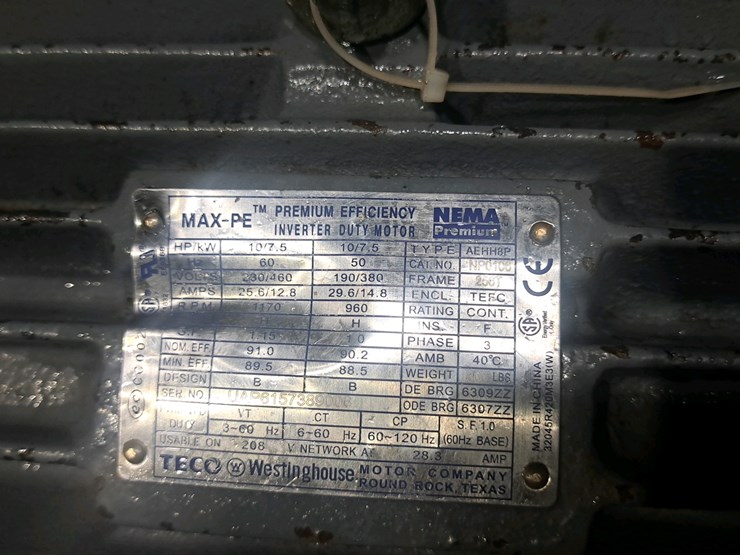 MAX-PE™ PREMIUM EFFICIENCY NEMA
INVERTER DUTY MOTOR Premium
HP/kW 10/7.5 10/7.5 TYPE AEHH8P
60 50 CAT NO.
VOLTS 230/460 190/380 FRAME
AMPS 25.6/12.8 29.6/14.8 ENCL. TEFC
R.P.M. 1170 960 RATING CONT.
H INS. F
S.F. 1.15 1.0 PHASE 3
NOM.EFF. 91.0 90.2 AMB 40°C
MIN.EFF. 89.5 88.5 WEIGHT LBS
DESIGN B B DE BRG 6309ZZ
SER. NO. ODE BRG 6307ZZ
VT CT CP S.F. 1.0
DUTY 3-60 Hz 6-60 Hz 60-120 Hz (60Hz BASE)
USABLE ON 208 V NETWORK AT 28.3 AMP
TECO Westinghouse MOTOR COMPANY
ROUND ROCK, TEXAS
CE
MADE IN CHINA